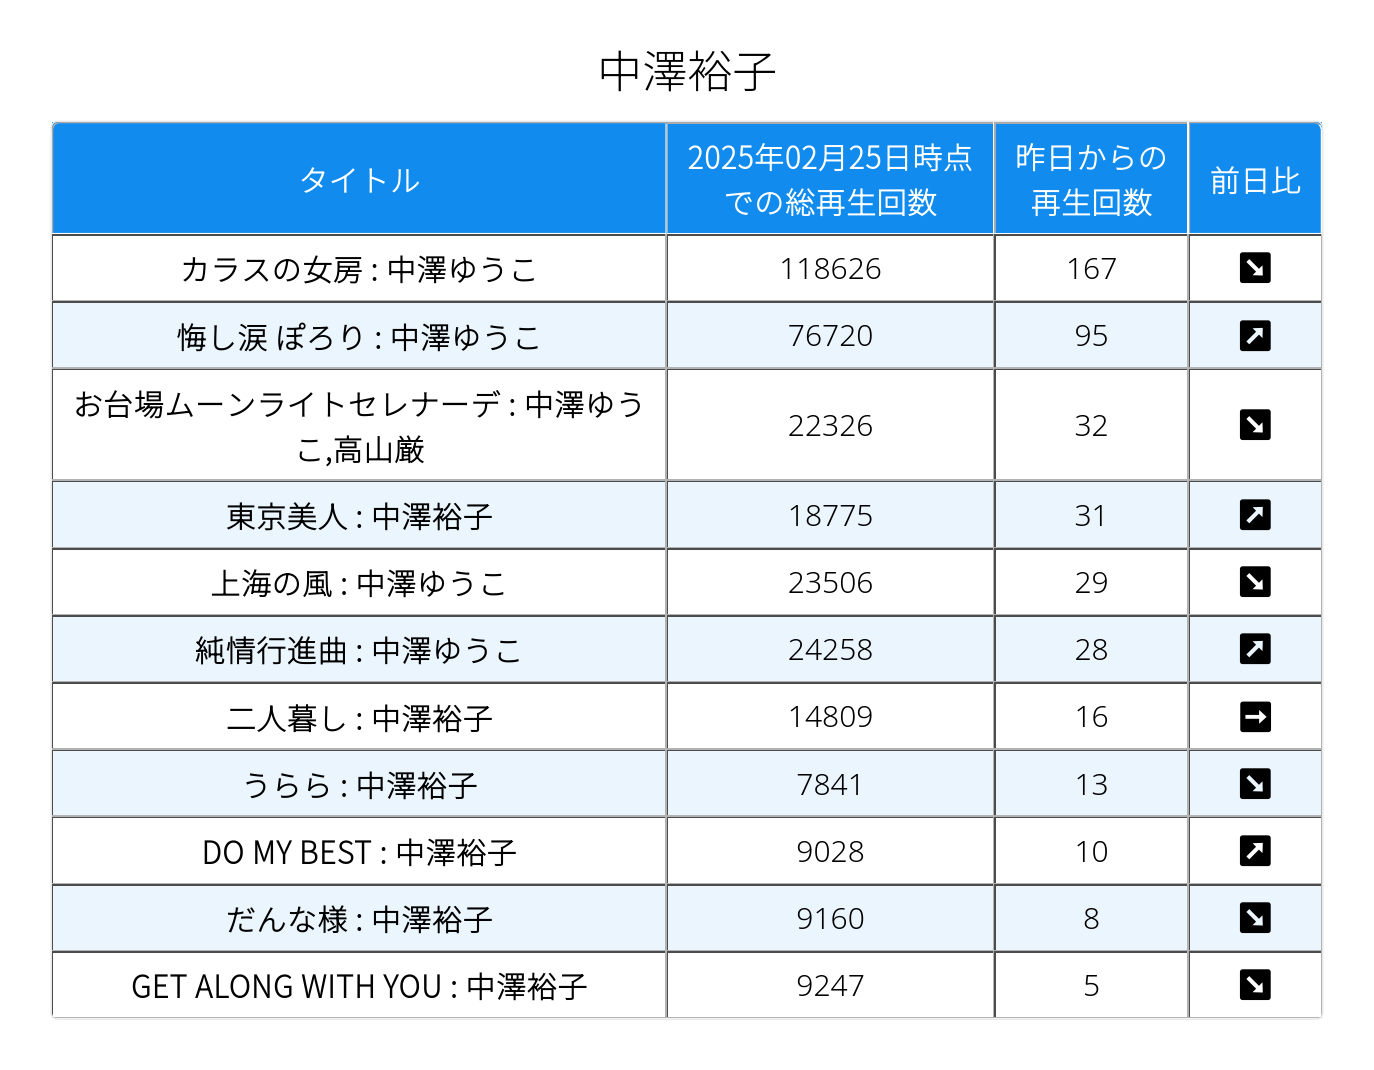 中澤裕子
タイトル
2025年02月25日時点
での総再生回数
昨日からの
再生回数
前日比
カラスの女房 : 中澤ゆうこ
118626
167
悔し涙 ぽろり : 中澤ゆうこ
76720
95
お台場ムーンライトセレナーデ : 中澤ゆう
こ,高山厳
22326
32
東京美人 : 中澤裕子
18775
31
上海の風 : 中澤ゆうこ
23506
29
純情行進曲 : 中澤ゆうこ
24258
28
二人暮し : 中澤裕子
14809
16
うらら : 中澤裕子
7841
13
DO MY BEST : 中澤裕子
9028
10
だんな様 : 中澤裕子
9160
8
GET ALONG WITH YOU : 中澤裕子
9247
5